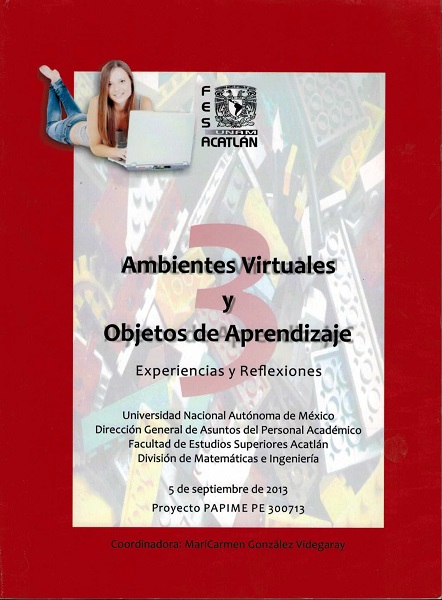 FES
UNAM
ACATLÁN
3
Ambientes Virtuales
y
Objetos de Aprendizaje
Experiencias y Reflexiones
Universidad Nacional Autónoma de México
Dirección General de Asuntos del Personal Académico
Facultad de Estudios Superiores Acatlán
División de Matemáticas e Ingeniería
5 de septiembre de 2013
Proyecto PAPIME PE 300713
Coordinadora: MariCarmen González Videgaray